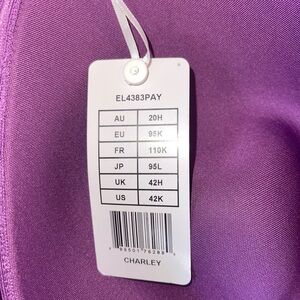 EL4383PAY
AU 20H
EU 95K
FR 110K
JP 95L
UK 42H
US 42K
CHARLEY